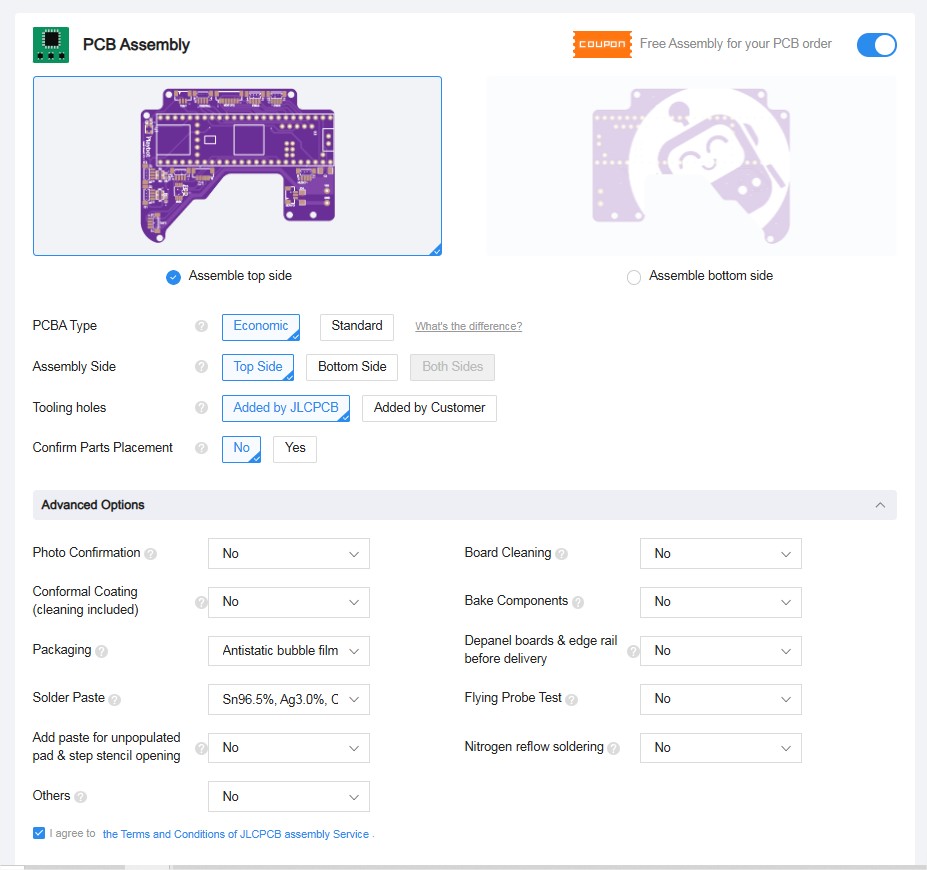 PCB Assembly
COUPON Free Assembly for your PCB order
Assemble top side
Assemble bottom side
PCBA Type ? Economic Standard What's the difference?
Assembly Side ? Top Side Bottom Side Both Sides
Tooling holes ? Added by JLCPCB Added by Customer
Confirm Parts Placement ? No Yes
Advanced Options
Photo Confirmation ? No
Board Cleaning ? No
Conformal Coating
(cleaning included) ? No
Bake Components ? No
Packaging ? Antistatic bubble film
Depanel boards & edge rail
before delivery ? No
Solder Paste ? Sn96.5%, Ag3.0%, C
Flying Probe Test ? No
Add paste for unpopulated
pad & step stencil opening ? No
Nitrogen reflow soldering ? No
Others ? No
I agree to the Terms and Conditions of JLCPCB assembly Service .